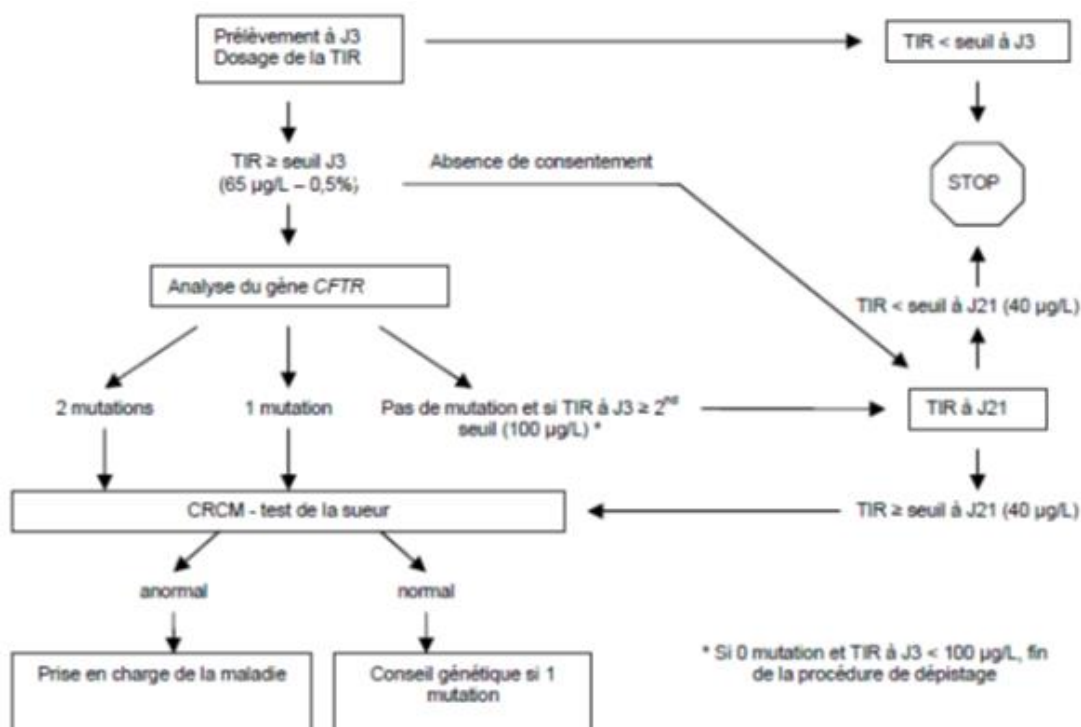 Prélèvement à J3
Dosage de la TIR
TIR < seuil à J3
TIR ≥ seuil J3
(65 µg/L – 0,5%)
Absence de consentement
STOP
Analyse du gène CFTR
TIR < seuil à J21 (40 µg/L)
2 mutations
1 mutation
Pas de mutation et si TIR à J3 ≥ 2nd
seuil (100 µg/L) *
TIR à J21
CRCM - test de la sueur
TIR ≥ seuil à J21 (40 µg/L)
anormal
normal
Prise en charge de la maladie
Conseil génétique si 1
mutation
* Si 0 mutation et TIR à J3 < 100 µg/L, fin
de la procédure de dépistage